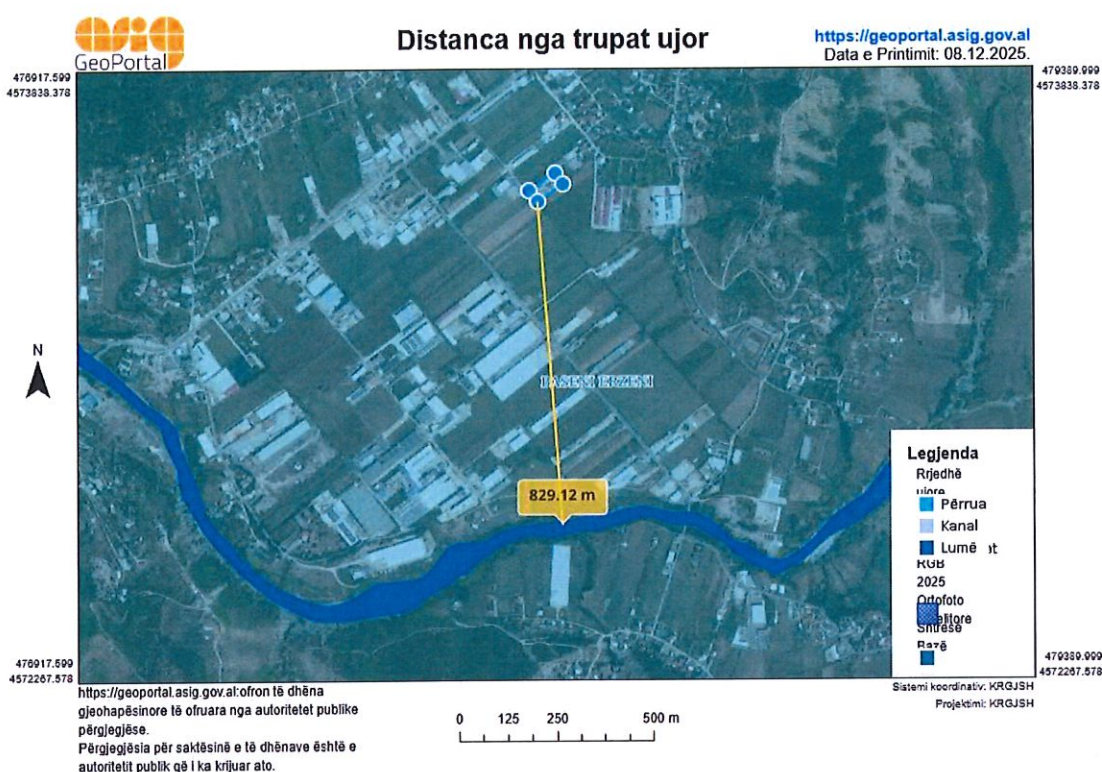 asig
GeoPortal
Distanca nga trupat ujor
https://geoportal.asig.gov.al
Data e Printimit: 08.12.2025.
476917.599
4573838.378
479389.999
4573838.378
N
BASENI ERZENI
829.12 m
Legjenda
Rrjedhë
ujore
Përrua
Kanal
Lumë
RGB
2025
Ortofoto
Shtresë
Bazë
476917.599
4572267.578
479389.999
4572267.578
https://geoportal.asig.gov.al:ofron të dhëna
gjeohapësinore të ofruara nga autoritetet publike
përgjegjëse.
Përgjegjësia për saktësinë e të dhënave është e
autoritetit publik që i ka krijuar ato.
0 125 250 500 m
Sistemi koordinativ: KRGJSH
Projektimi: KRGJSH